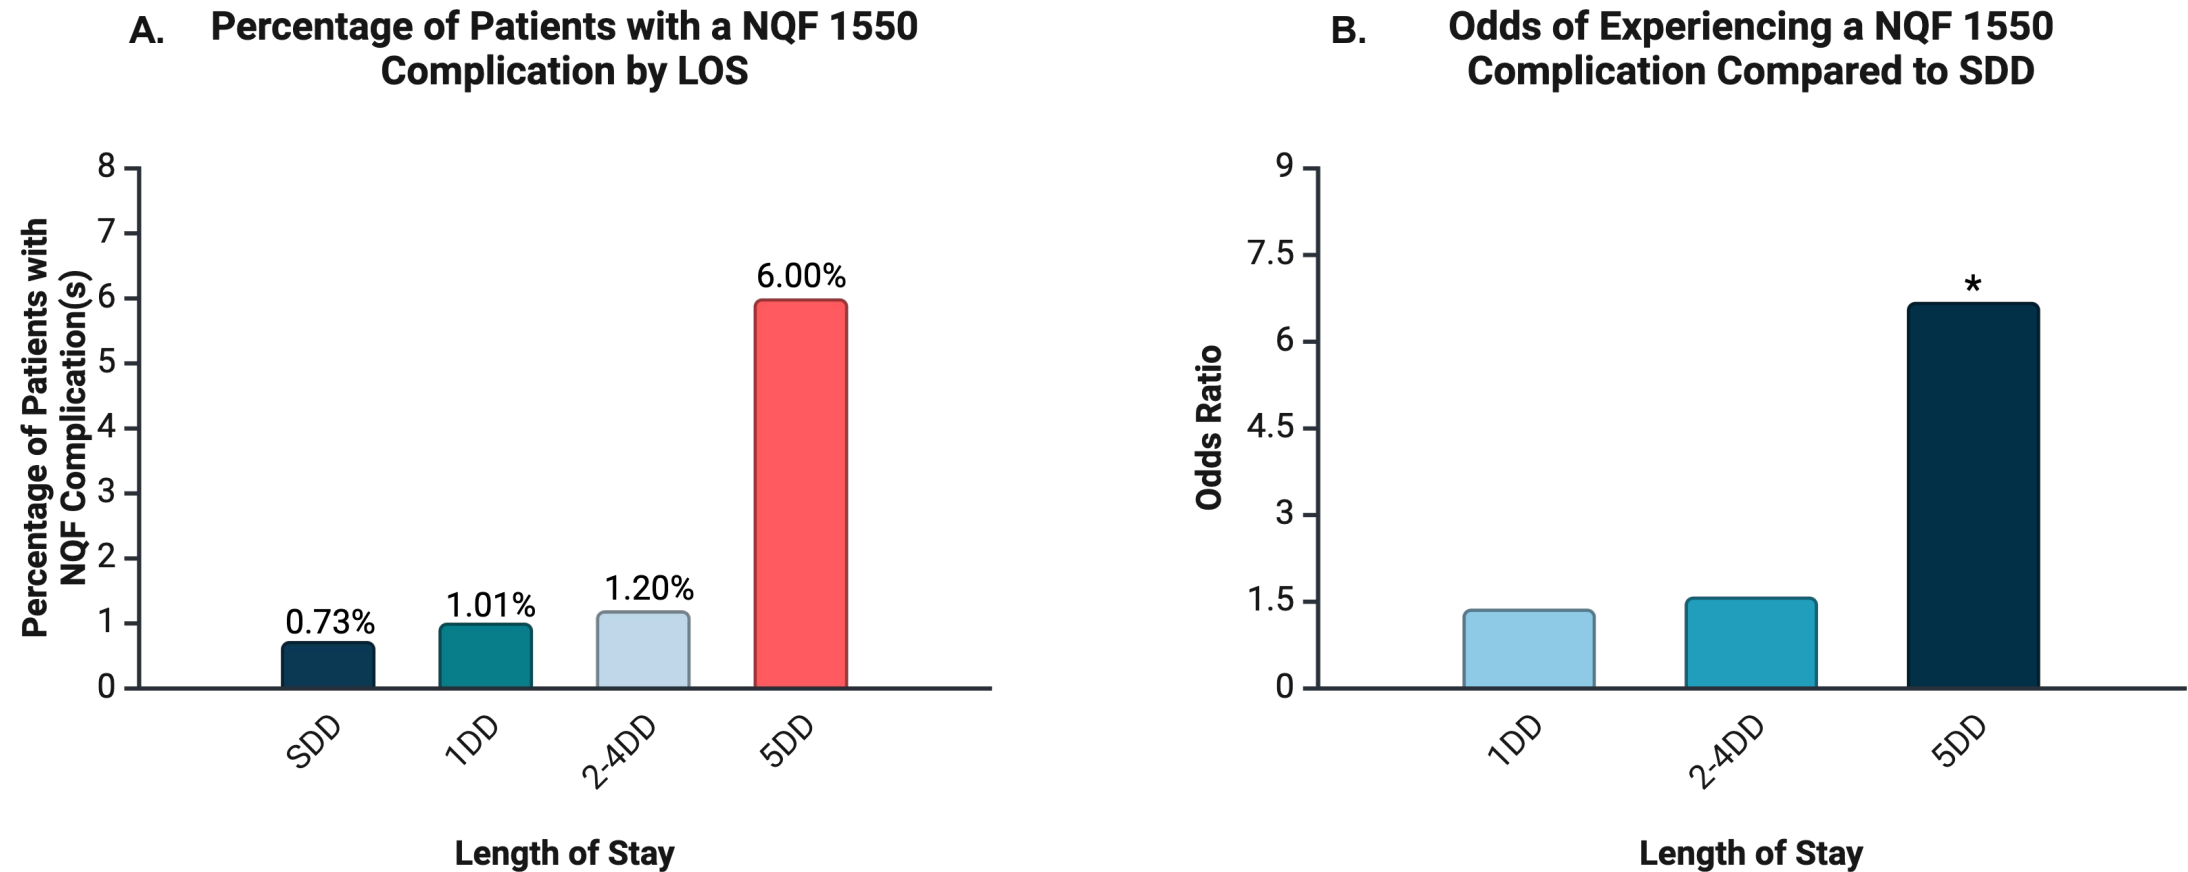 A.
Percentage of Patients with a NQF 1550
Complication by LOS
Percentage of Patients with
NQF Complication(s)
8
7
6
5
4
3
2
1
0
0.73%
1.01%
1.20%
6.00%
SDD
1DD
2-4DD
5DD
Length of Stay
B.
Odds of Experiencing a NQF 1550
Complication Compared to SDD
Odds Ratio
9
7.5
6
4.5
3
1.5
0
*
1DD
2-4DD
5DD
Length of Stay